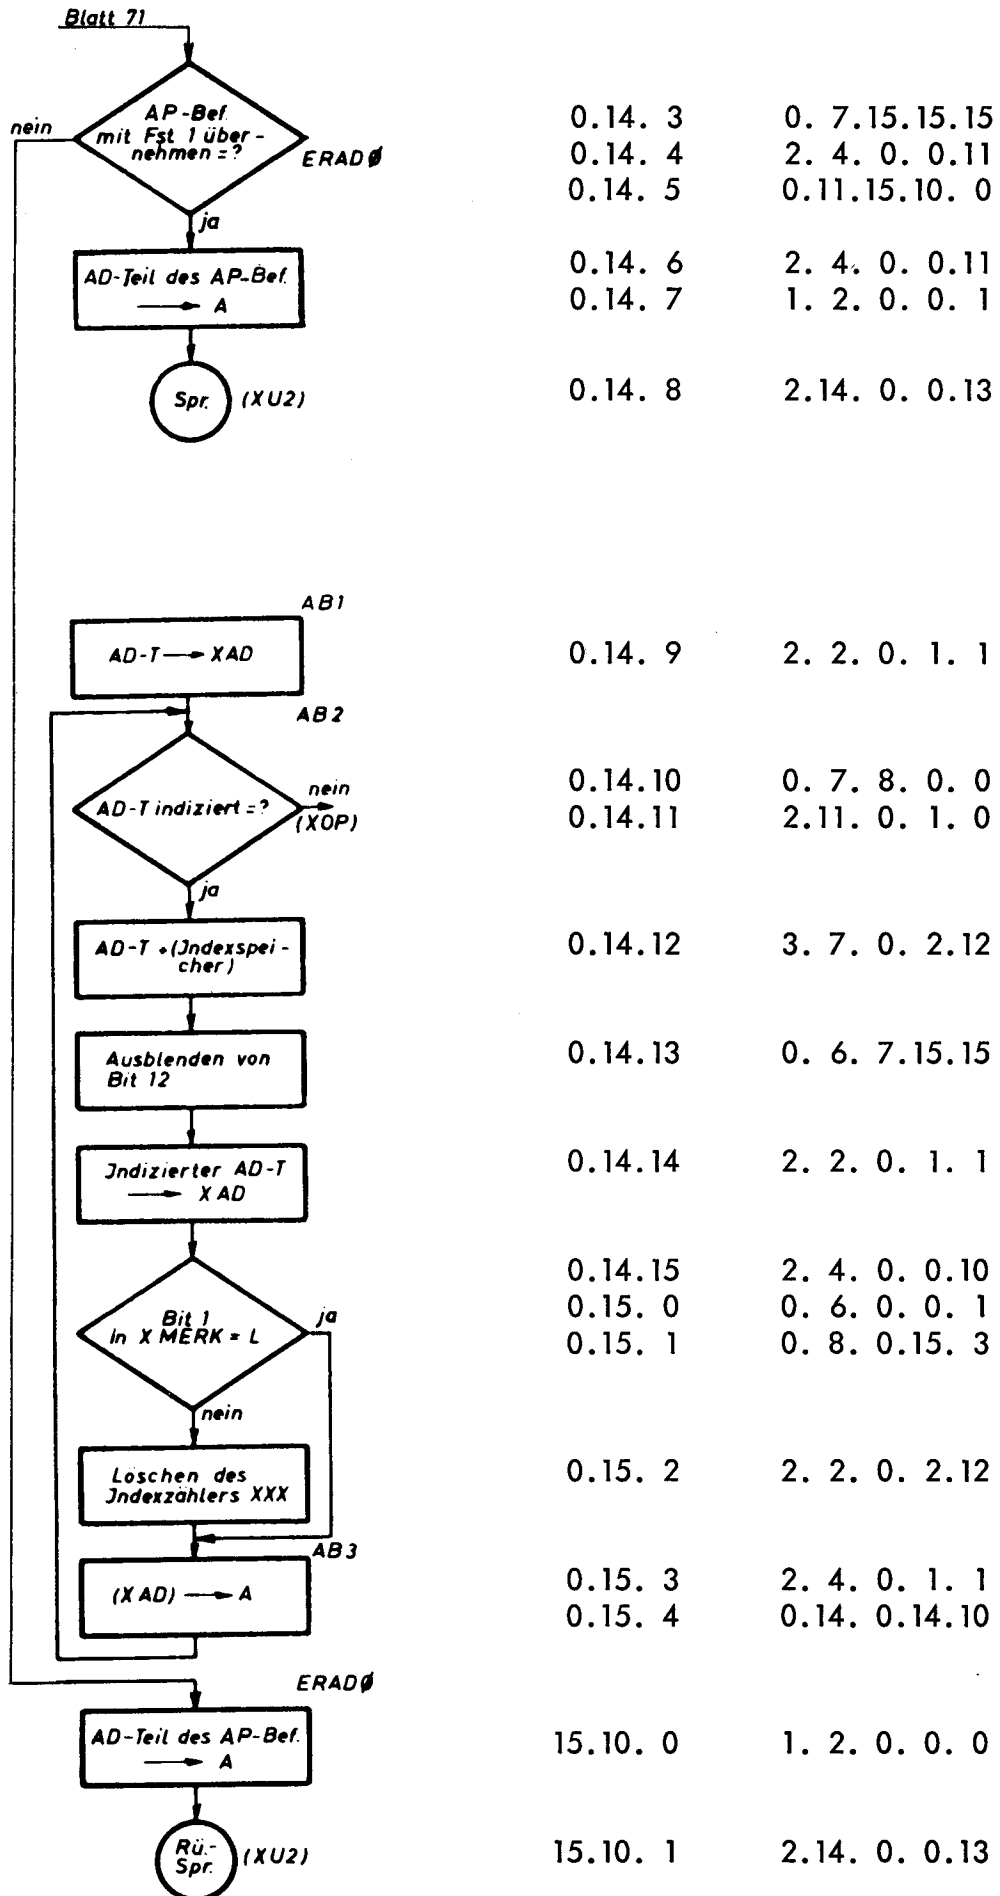 Blatt 71
AP-Bef.
nein mit Fst. 1 über-
nehmen = ?
ERADØ
ja
0.14. 3 0. 7.15.15.15
0.14. 4 2. 4. 0. 0.11
0.14. 5 0.11.15.10. 0
AD-Teil des AP-Bef.
→ A
0.14. 6 2. 4. 0. 0.11
0.14. 7 1. 2. 0. 0. 1
Spr. (XU2)
0.14. 8 2.14. 0. 0.13
AB1
AD-T → XAD
0.14. 9 2. 2. 0. 1. 1
AB2
AD-T indiziert = ?
nein
(XOP)
ja
0.14.10 0. 7. 8. 0. 0
0.14.11 2.11. 0. 1. 0
AD-T + (Jndexspei-
cher)
0.14.12 3. 7. 0. 2.12
Ausblenden von
Bit 12
0.14.13 0. 6. 7.15.15
Jndizierter AD-T
→ XAD
0.14.14 2. 2. 0. 1. 1
Bit 1
in X MERK = L
ja
nein
0.14.15 2. 4. 0. 0.10
0.15. 0 0. 6. 0. 0. 1
0.15. 1 0. 8. 0.15. 3
Löschen des
Jndexzählers XXX
0.15. 2 2. 2. 0. 2.12
AB3
(XAD) → A
0.15. 3 2. 4. 0. 1. 1
0.15. 4 0.14. 0.14.10
ERADØ
AD-Teil des AP-Bef.
→ A
15.10. 0 1. 2. 0. 0. 0
Rü.-
Spr. (XU2)
15.10. 1 2.14. 0. 0.13